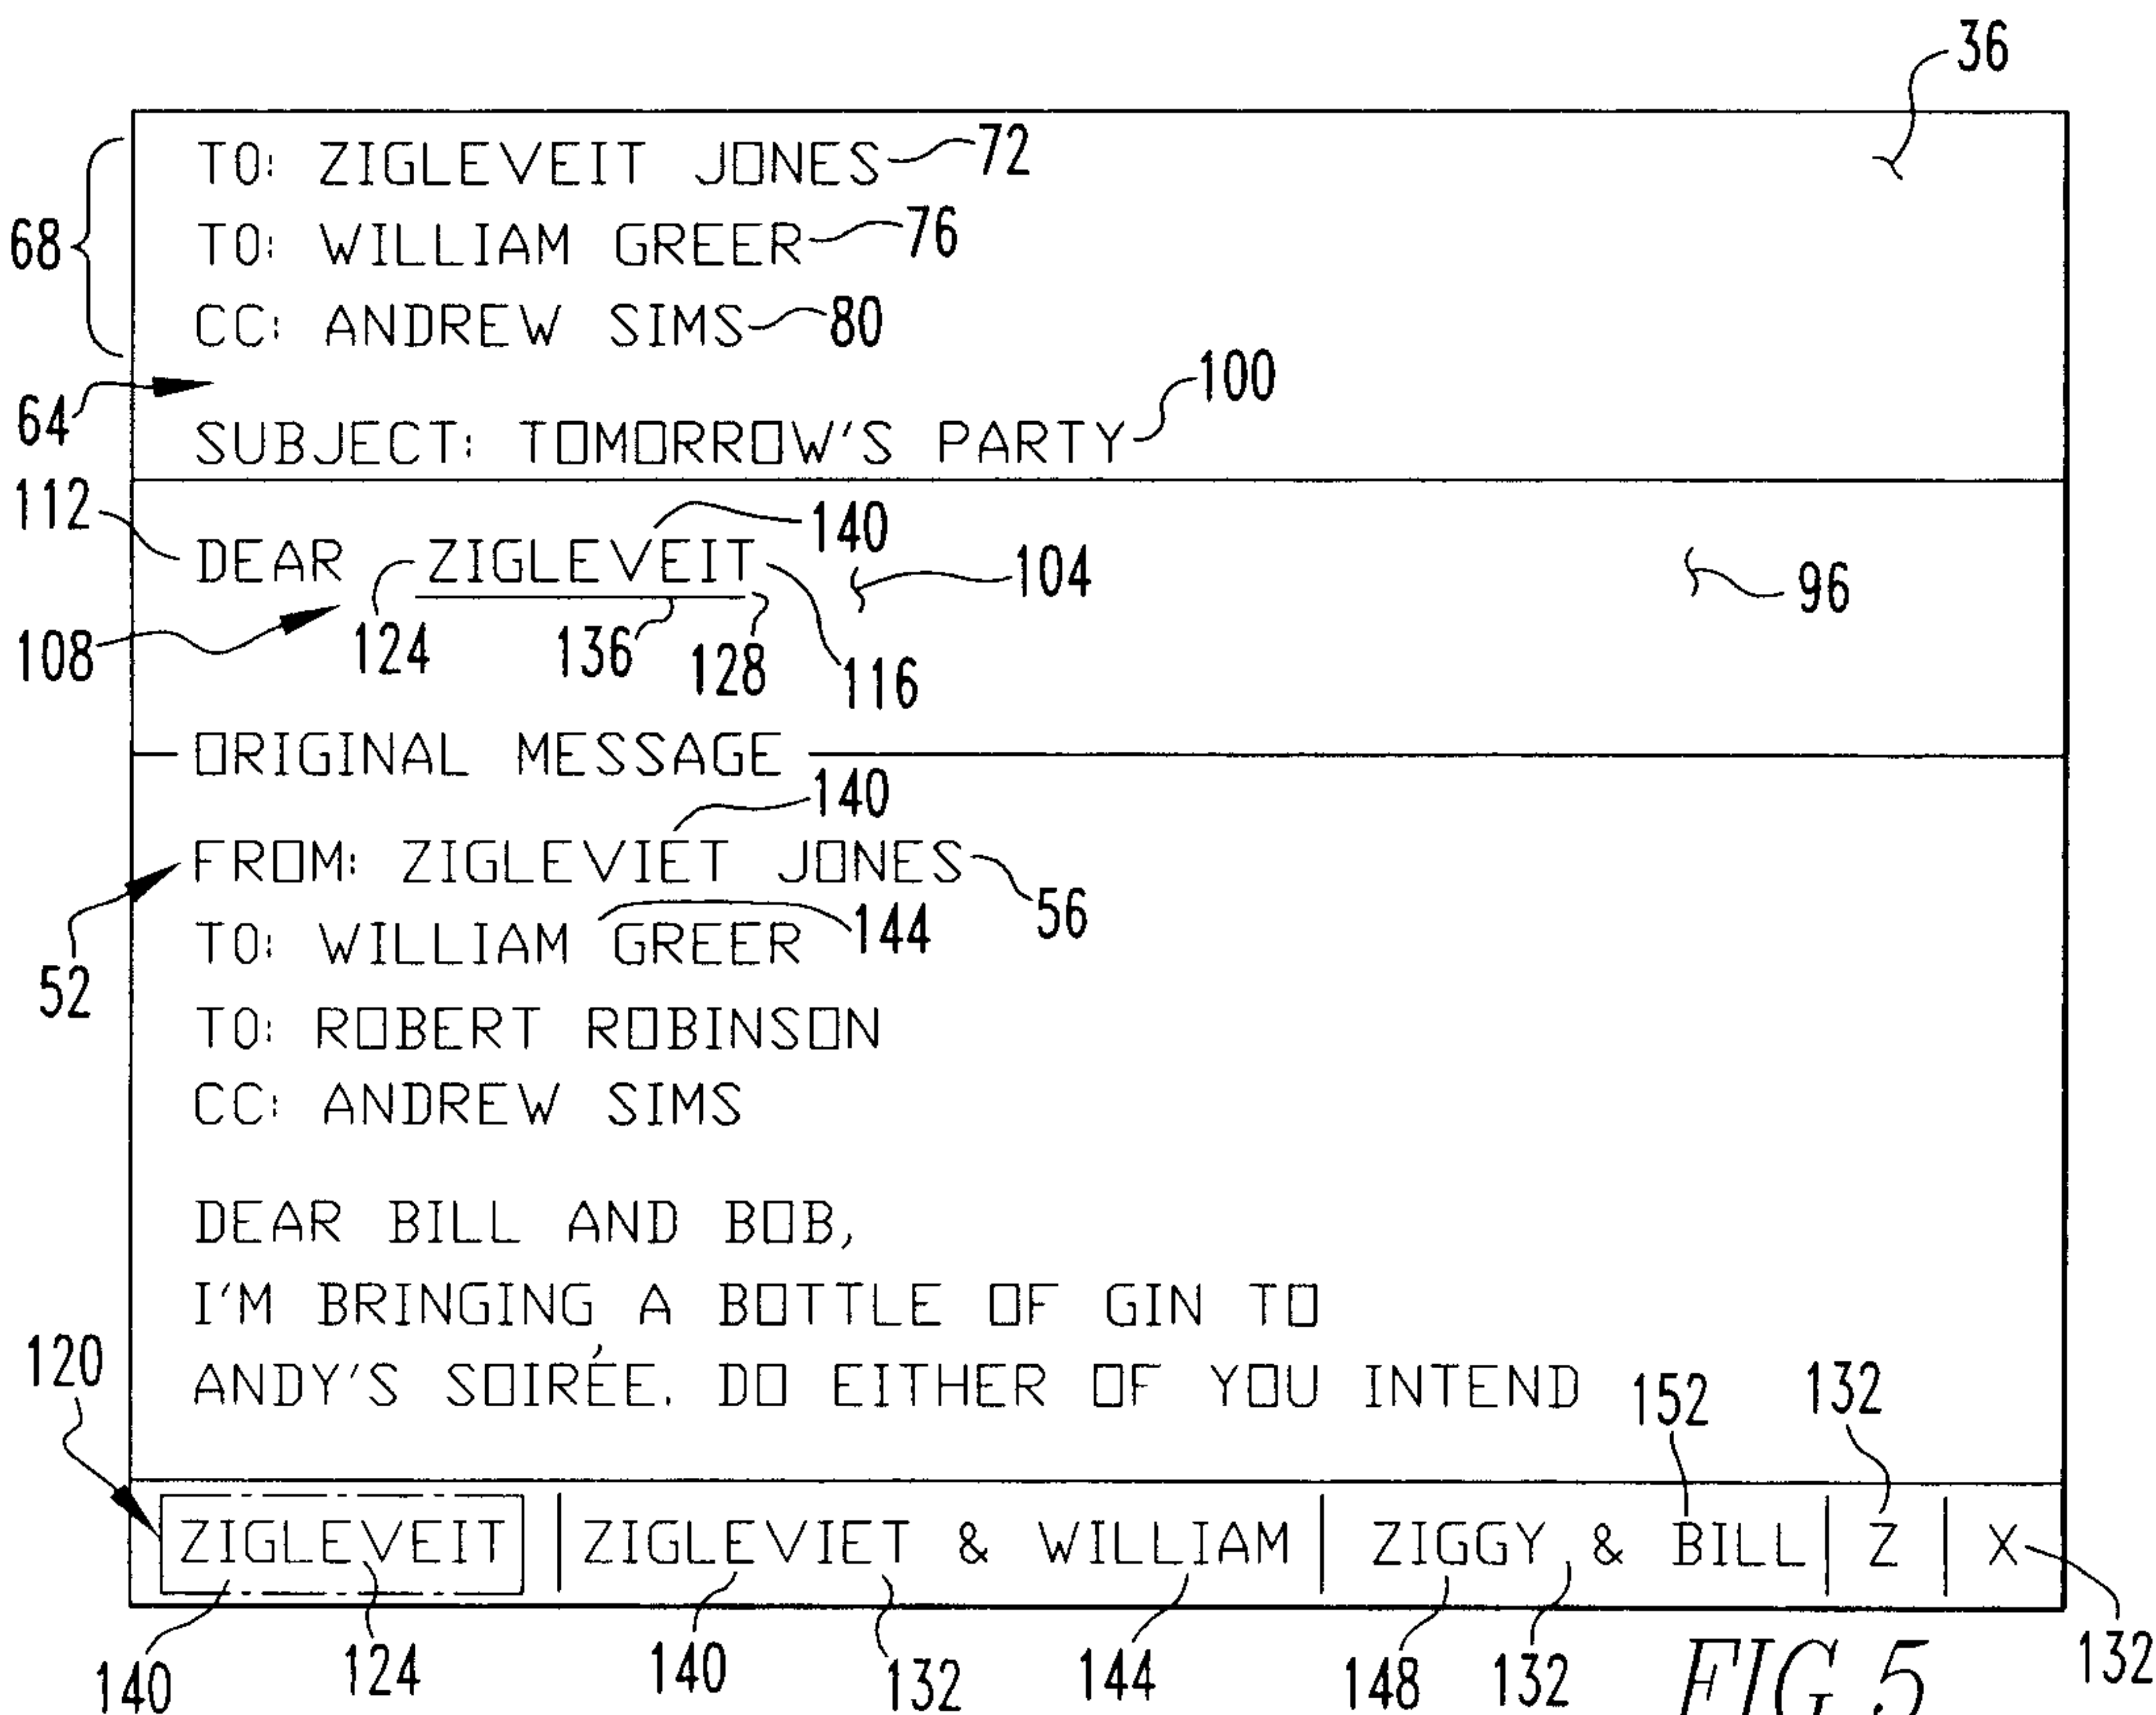 36
TO: ZIGLEVEIT JONES 72
68 TO: WILLIAM GREER 76
CC: ANDREW SIMS 80
64 100
SUBJECT: TOMORROW'S PARTY
112 140
DEAR ZIGLEVEIT 104 96
108 124 136 128 116
ORIGINAL MESSAGE
140
FROM: ZIGLEVIET JONES 56
52 TO: WILLIAM GREER 144
TO: ROBERT ROBINSON
CC: ANDREW SIMS
DEAR BILL AND BOB,
I'M BRINGING A BOTTLE OF GIN TO
120 ANDY'S SOIRÉE. DO EITHER OF YOU INTEND 152 132
ZIGLEVEIT | ZIGLEVIET & WILLIAM | ZIGGY & BILL | Z | X
140 124 140 132 144 148 132 132
FIG.5